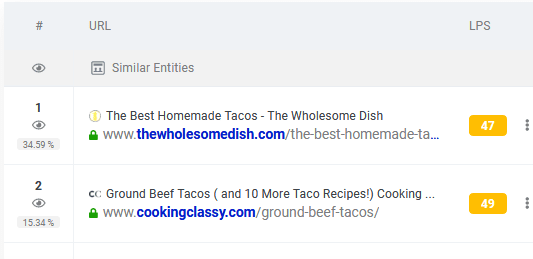 # URL LPS
Similar Entities
1 The Best Homemade Tacos - The Wholesome Dish 47
www.thewholesomedish.com/the-best-homemade-ta...
34.59 %
2 CC Ground Beef Tacos ( and 10 More Taco Recipes!) Cooking ... 49
www.cookingclassy.com/ground-beef-tacos/
15.34 %